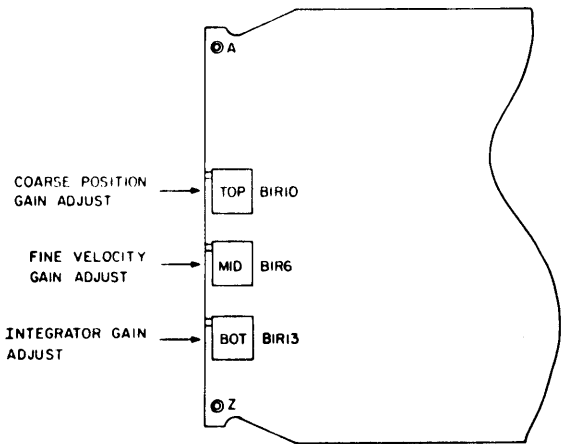 A
COARSE POSITION
GAIN ADJUST
TOP BIR10
FINE VELOCITY
GAIN ADJUST
MID BIR6
INTEGRATOR GAIN
ADJUST
BOT BIR13
Z